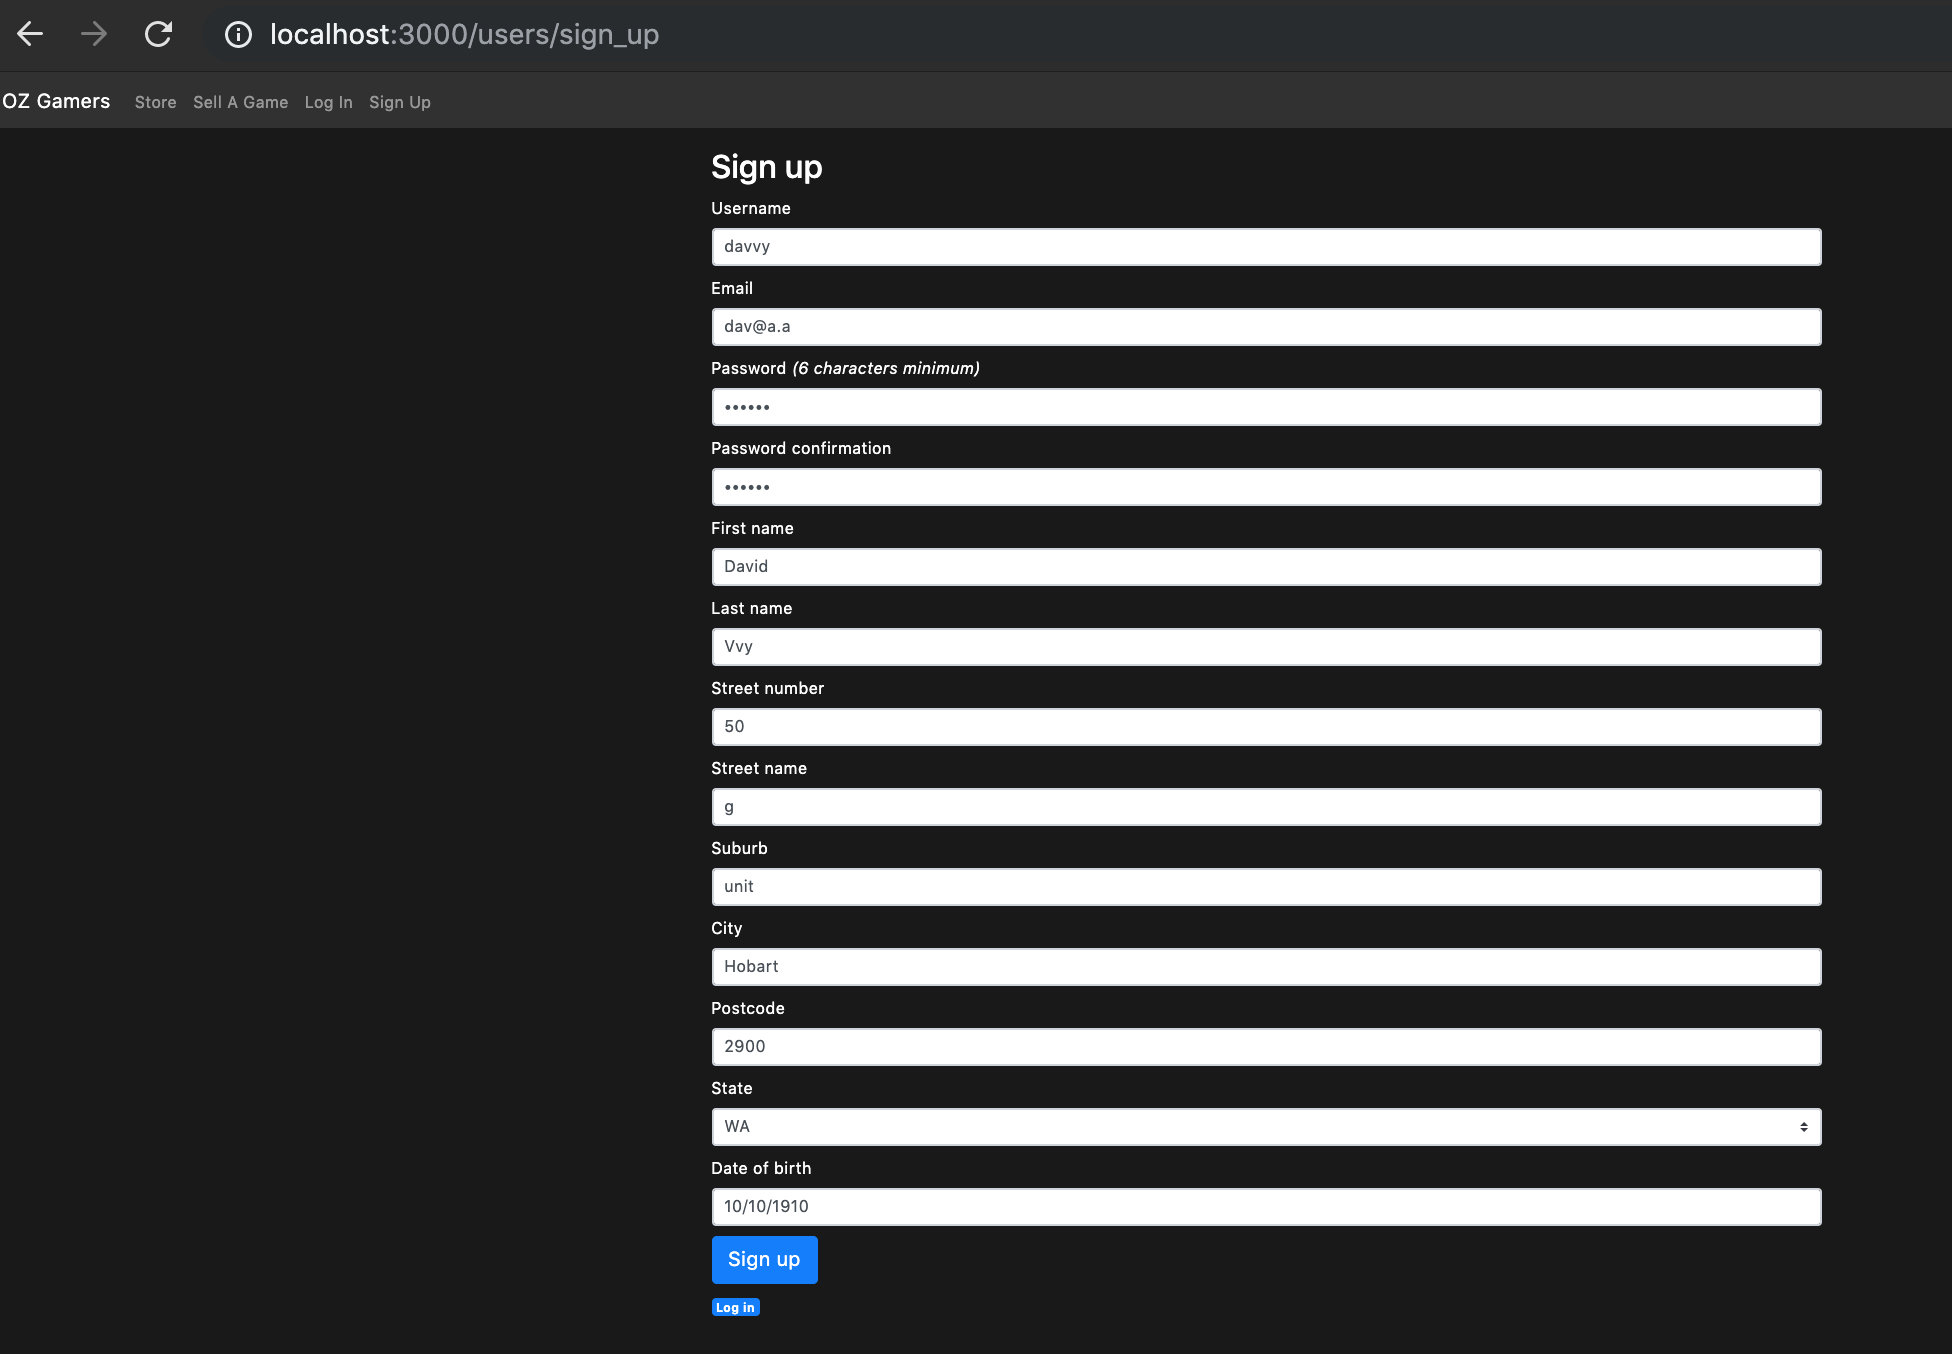 localhost:3000/users/sign_up
OZ Gamers Store Sell A Game Log In Sign Up
Sign up
Username
davvy
Email
dav@a.a
Password (6 characters minimum)
••••••
Password confirmation
••••••
First name
David
Last name
Vvy
Street number
50
Street name
g
Suburb
unit
City
Hobart
Postcode
2900
State
WA
Date of birth
10/10/1910
Sign up
Log in